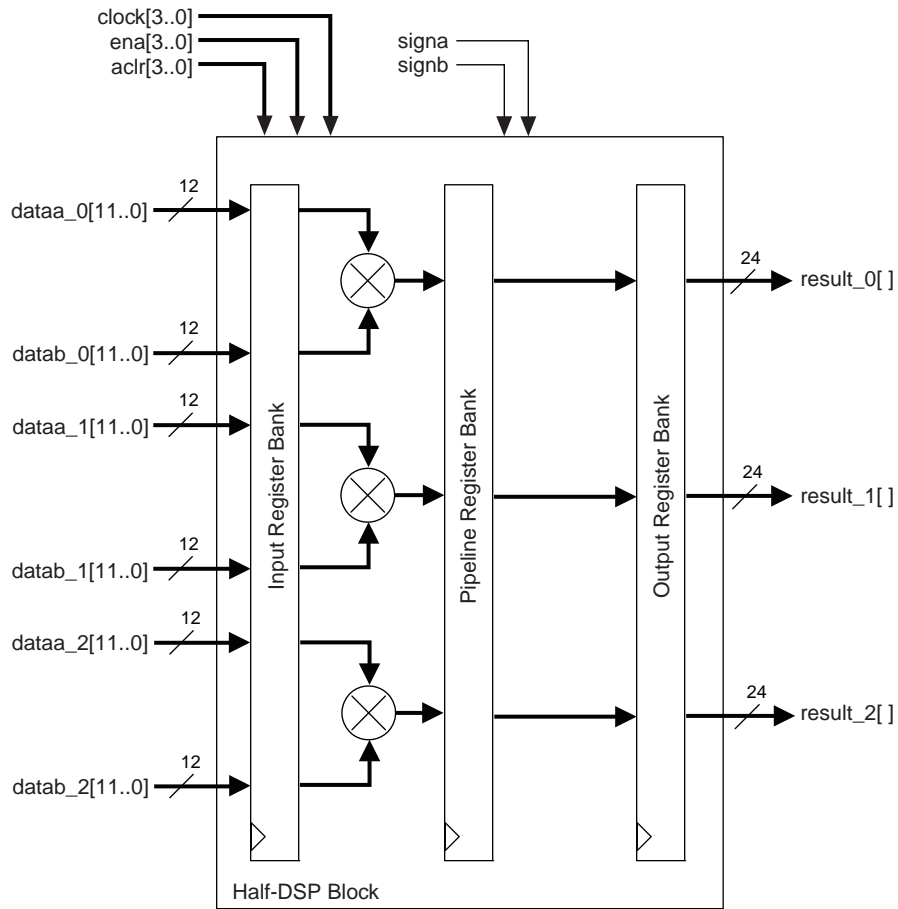 clock[3..0]
ena[3..0]
aclr[3..0]
signa
signb
12
dataa_0[11..0]
12
datab_0[11..0]
12
dataa_1[11..0]
12
datab_1[11..0]
12
dataa_2[11..0]
12
datab_2[11..0]
Input Register Bank
Pipeline Register Bank
Output Register Bank
24
result_0[ ]
24
result_1[ ]
24
result_2[ ]
Half-DSP Block